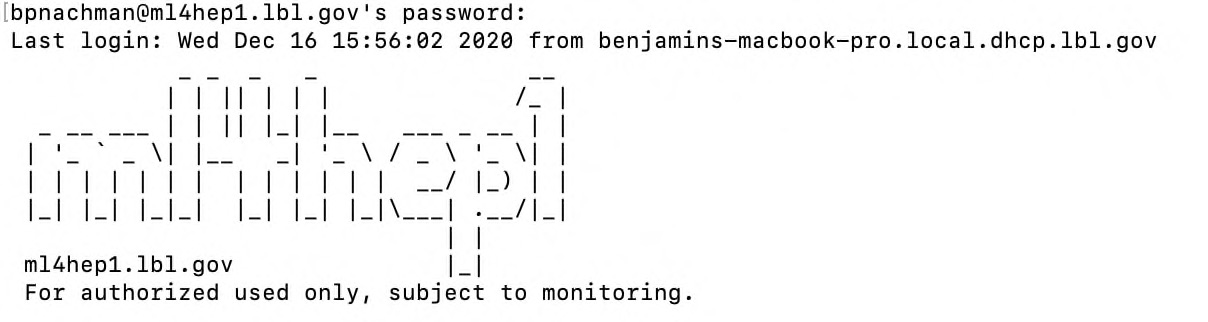 [bpnachman@ml4hep1.lbl.gov's password:
Last login: Wed Dec 16 15:56:02 2020 from benjamins-macbook-pro.local.dhcp.lbl.gov
ml4hep1
ml4hep1.lbl.gov
For authorized used only, subject to monitoring.